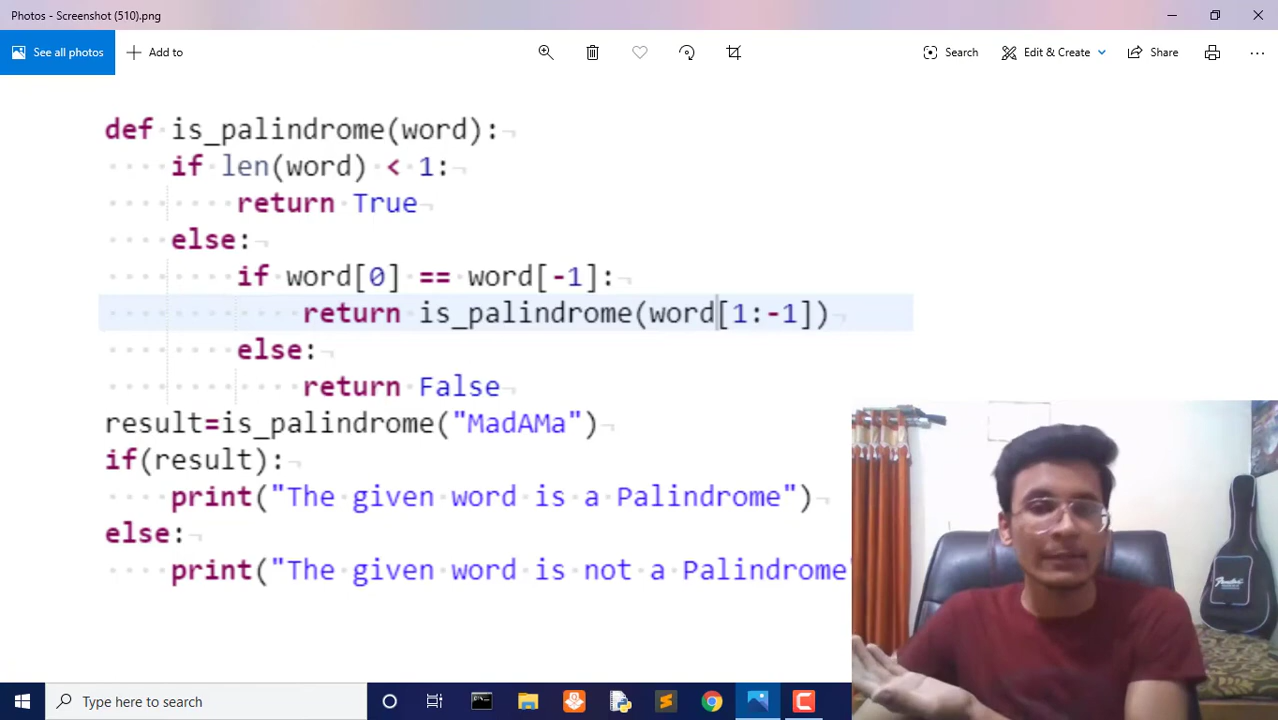 Photos - Screenshot (510).png
See all photos
Add to
Search
Edit & Create
Share
def is_palindrome(word):
if len(word) < 1:
return True
else:
if word[0] == word[-1]:
return is_palindrome(word[1:-1])
else:
return False
result=is_palindrome("MadAMa")
if(result):
print("The given word is a Palindrome")
else:
print("The given word is not a Palindrome"
Fender
Type here to search